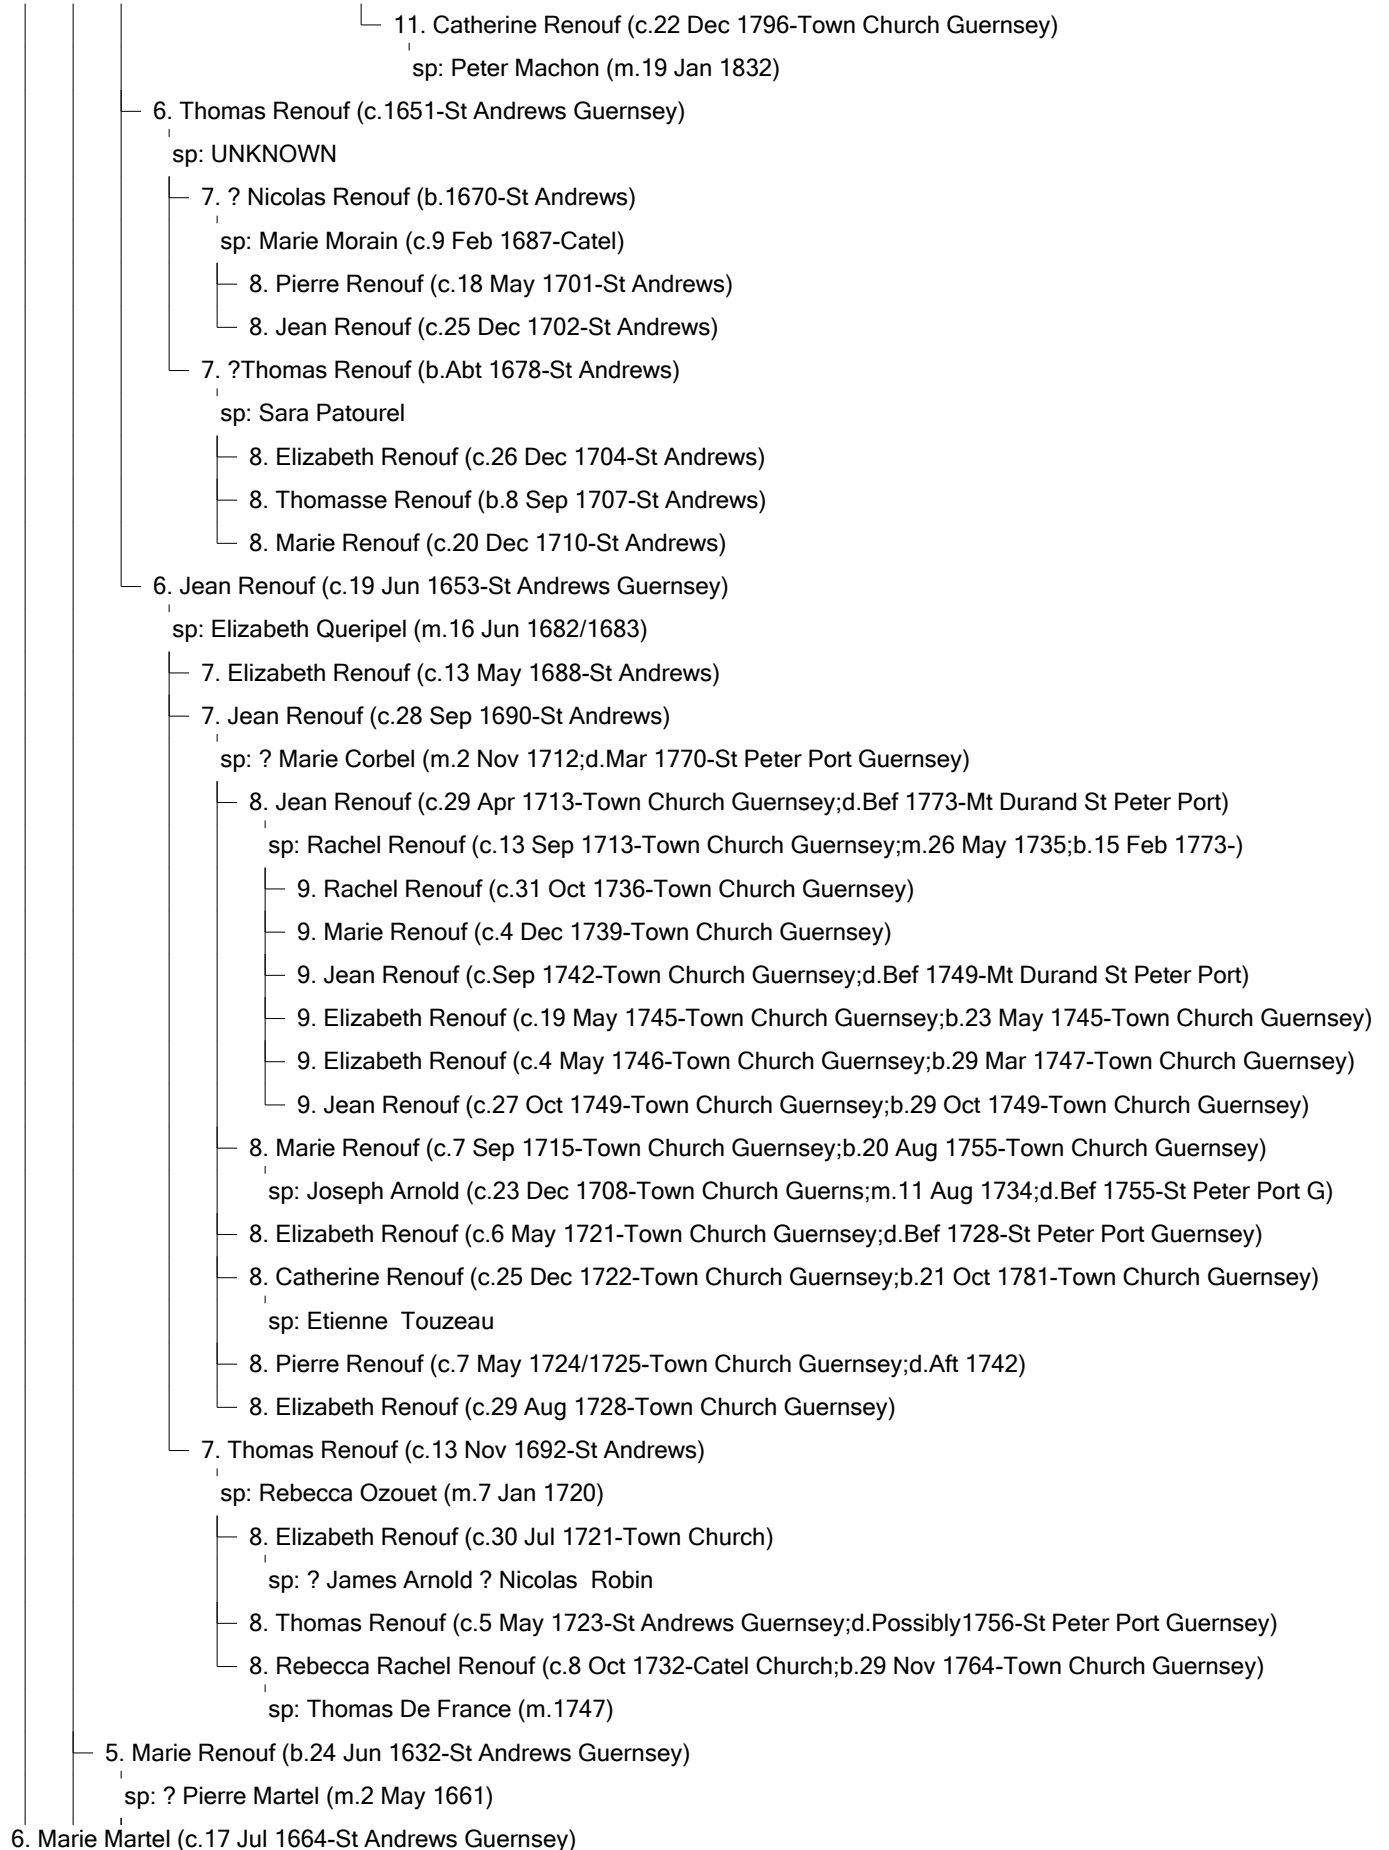 11. Catherine Renouf (c.22 Dec 1796-Town Church Guernsey)
sp: Peter Machon (m.19 Jan 1832)
6. Thomas Renouf (c.1651-St Andrews Guernsey)
sp: UNKNOWN
7. ? Nicolas Renouf (b.1670-St Andrews)
sp: Marie Morain (c.9 Feb 1687-Catel)
8. Pierre Renouf (c.18 May 1701-St Andrews)
8. Jean Renouf (c.25 Dec 1702-St Andrews)
7. ?Thomas Renouf (b.Abt 1678-St Andrews)
sp: Sara Patourel
8. Elizabeth Renouf (c.26 Dec 1704-St Andrews)
8. Thomasse Renouf (b.8 Sep 1707-St Andrews)
8. Marie Renouf (c.20 Dec 1710-St Andrews)
6. Jean Renouf (c.19 Jun 1653-St Andrews Guernsey)
sp: Elizabeth Queripel (m.16 Jun 1682/1683)
7. Elizabeth Renouf (c.13 May 1688-St Andrews)
7. Jean Renouf (c.28 Sep 1690-St Andrews)
sp: ? Marie Corbel (m.2 Nov 1712;d.Mar 1770-St Peter Port Guernsey)
8. Jean Renouf (c.29 Apr 1713-Town Church Guernsey;d.Bef 1773-Mt Durand St Peter Port)
sp: Rachel Renouf (c.13 Sep 1713-Town Church Guernsey;m.26 May 1735;b.15 Feb 1773-)
9. Rachel Renouf (c.31 Oct 1736-Town Church Guernsey)
9. Marie Renouf (c.4 Dec 1739-Town Church Guernsey)
9. Jean Renouf (c.Sep 1742-Town Church Guernsey;d.Bef 1749-Mt Durand St Peter Port)
9. Elizabeth Renouf (c.19 May 1745-Town Church Guernsey;b.23 May 1745-Town Church Guernsey)
9. Elizabeth Renouf (c.4 May 1746-Town Church Guernsey;b.29 Mar 1747-Town Church Guernsey)
9. Jean Renouf (c.27 Oct 1749-Town Church Guernsey;b.29 Oct 1749-Town Church Guernsey)
8. Marie Renouf (c.7 Sep 1715-Town Church Guernsey;b.20 Aug 1755-Town Church Guernsey)
sp: Joseph Arnold (c.23 Dec 1708-Town Church Guerns;m.11 Aug 1734;d.Bef 1755-St Peter Port G)
8. Elizabeth Renouf (c.6 May 1721-Town Church Guernsey;d.Bef 1728-St Peter Port Guernsey)
8. Catherine Renouf (c.25 Dec 1722-Town Church Guernsey;b.21 Oct 1781-Town Church Guernsey)
sp: Etienne  Touzeau
8. Pierre Renouf (c.7 May 1724/1725-Town Church Guernsey;d.Aft 1742)
8. Elizabeth Renouf (c.29 Aug 1728-Town Church Guernsey)
7. Thomas Renouf (c.13 Nov 1692-St Andrews)
sp: Rebecca Ozouet (m.7 Jan 1720)
8. Elizabeth Renouf (c.30 Jul 1721-Town Church)
sp: ? James Arnold ? Nicolas  Robin
8. Thomas Renouf (c.5 May 1723-St Andrews Guernsey;d.Possibly1756-St Peter Port Guernsey)
8. Rebecca Rachel Renouf (c.8 Oct 1732-Catel Church;b.29 Nov 1764-Town Church Guernsey)
sp: Thomas De France (m.1747)
5. Marie Renouf (b.24 Jun 1632-St Andrews Guernsey)
sp: ? Pierre Martel (m.2 May 1661)
6. Marie Martel (c.17 Jul 1664-St Andrews Guernsey)